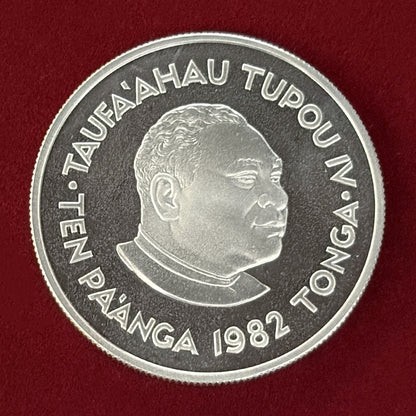 · TAUFA'AHAU TUPOU IV ·
TEN PA'ANGA 1982 TONGA